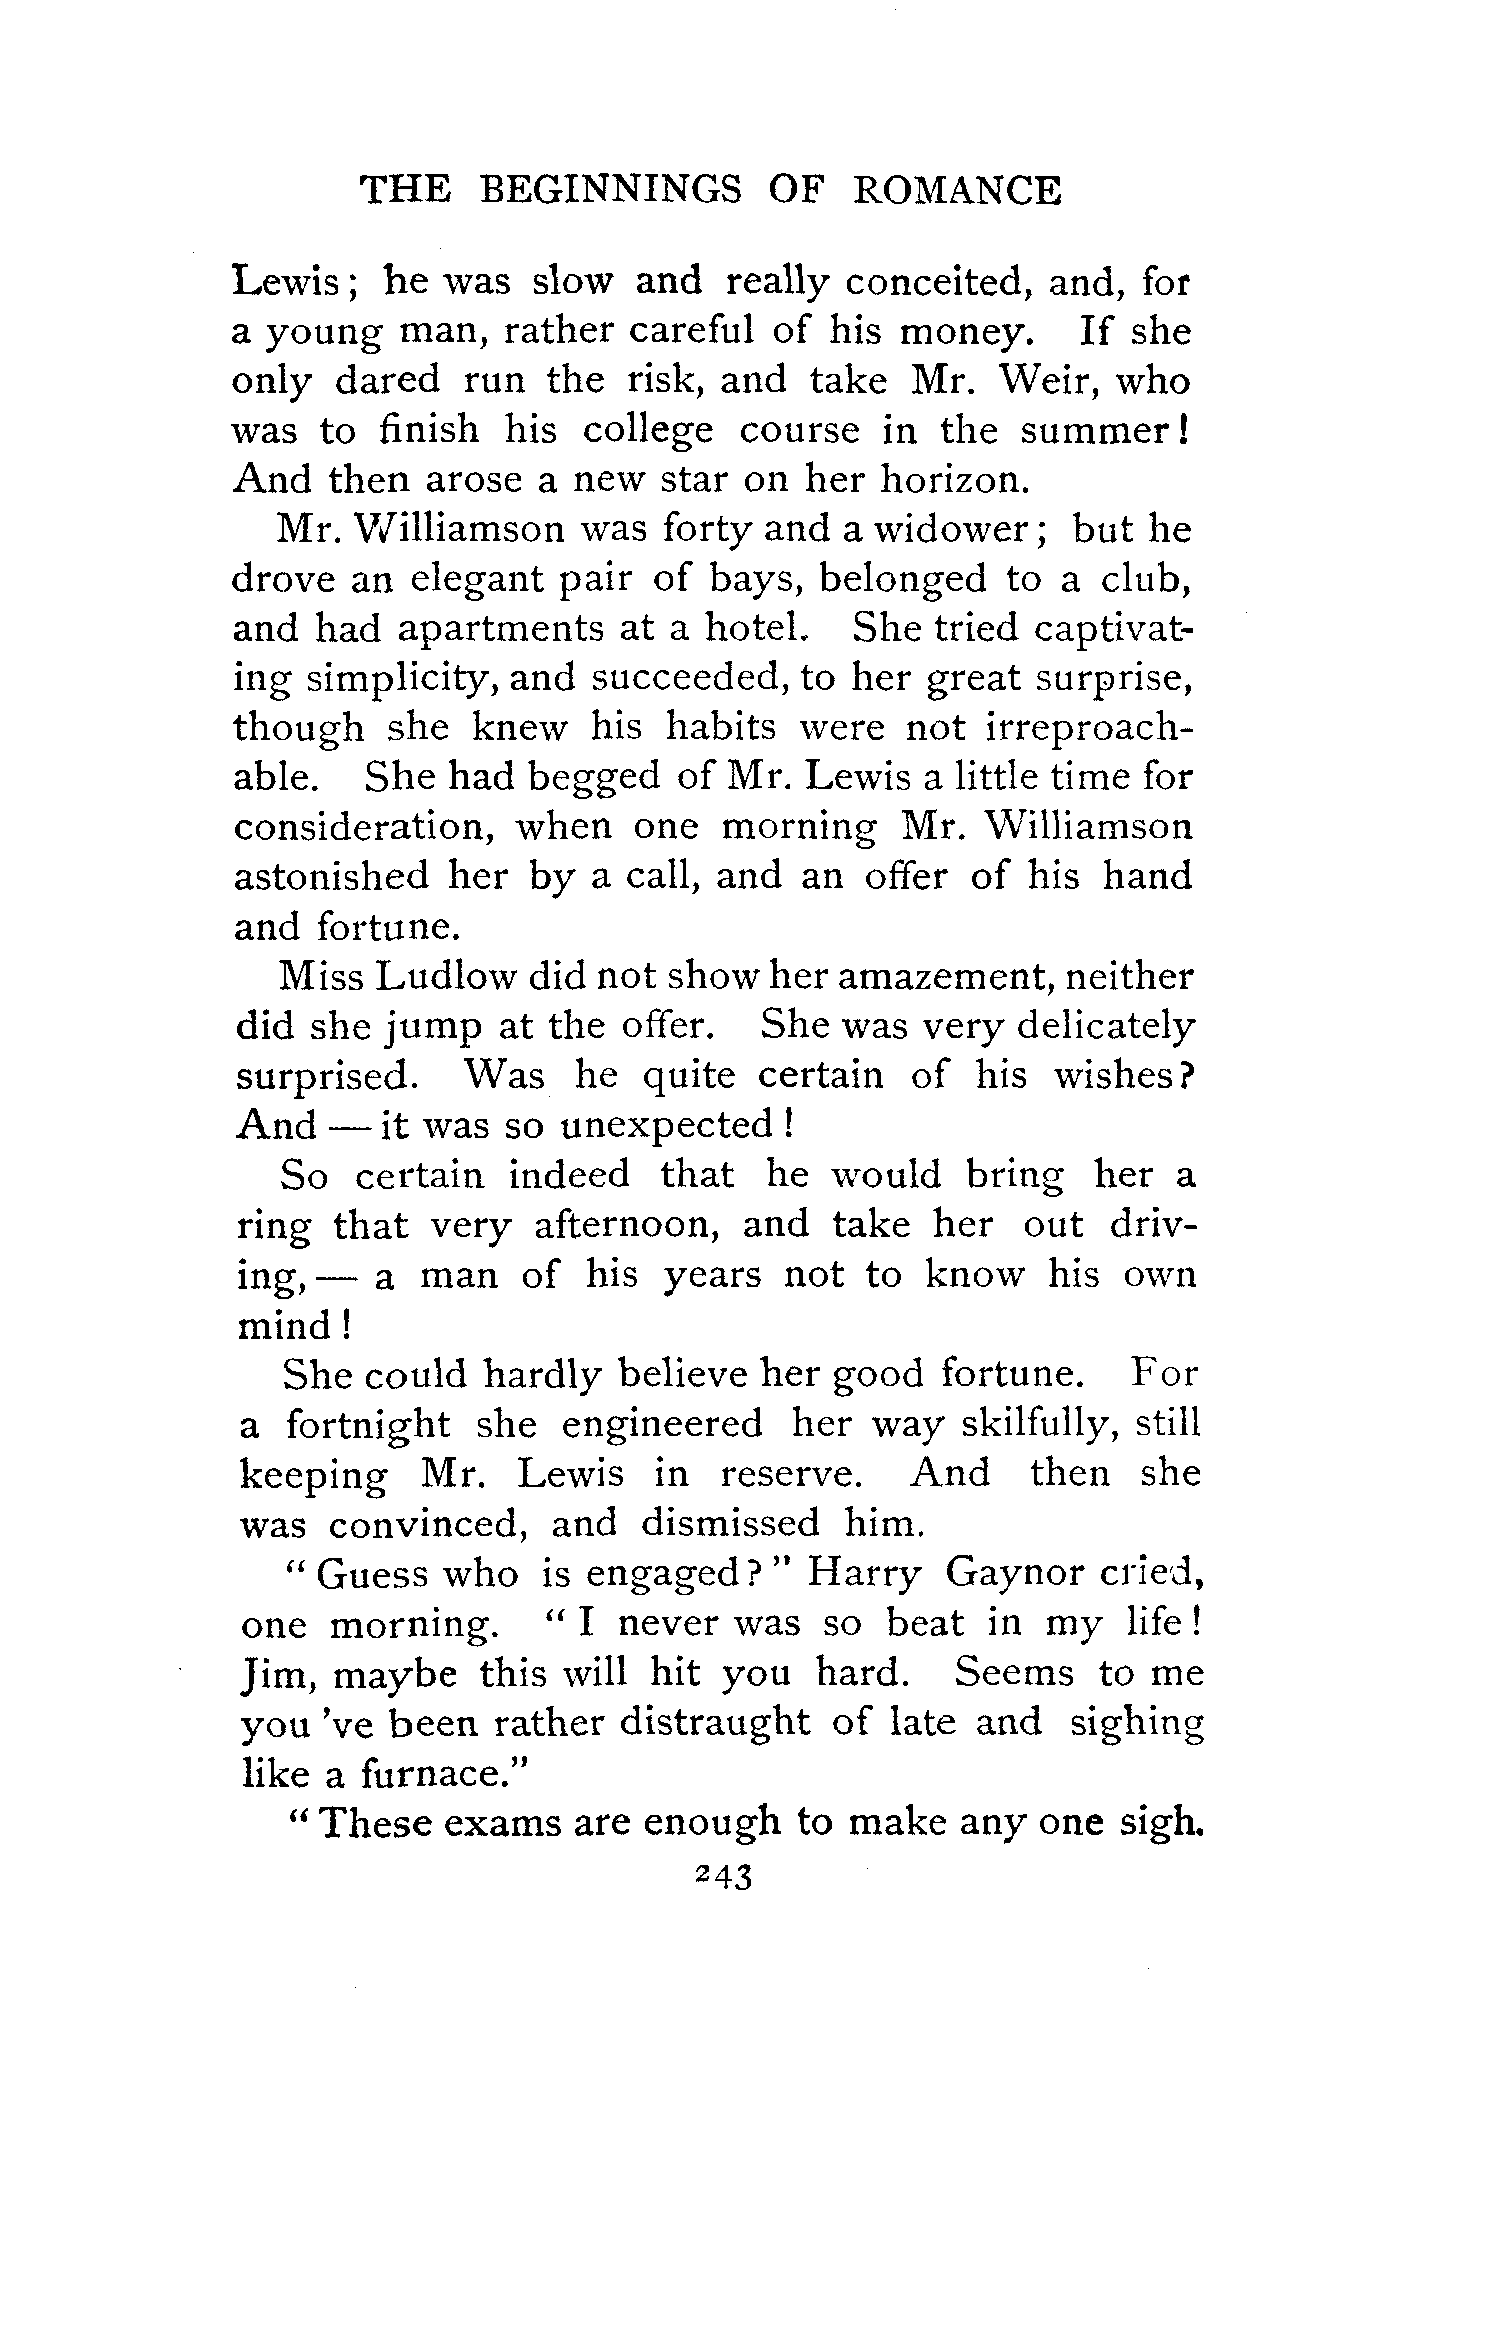 THE BEGINNINGS OF ROMANCE
Lewis; he was slow and really conceited, and, for
a young man, rather careful of his money. If she
only dared run the risk, and take Mr. Weir, who
was to finish his college course in the summer!
And then arose a new star on her horizon.
Mr. Williamson was forty and a widower; but he
drove an elegant pair of bays, belonged to a club,
and had apartments at a hotel. She tried captivat-
ing simplicity, and succeeded, to her great surprise,
though she knew his habits were not irreproach-
able. She had begged of Mr. Lewis a little time for
consideration, when one morning Mr. Williamson
astonished her by a call, and an offer of his hand
and fortune.
Miss Ludlow did not show her amazement, neither
did she jump at the offer. She was very delicately
surprised. Was he quite certain of his wishes?
And — it was so unexpected!
So certain indeed that he would bring her a
ring that very afternoon, and take her out driv-
ing, — a man of his years not to know his own
mind!
She could hardly believe her good fortune. For
a fortnight she engineered her way skilfully, still
keeping Mr. Lewis in reserve. And then she
was convinced, and dismissed him.
"Guess who is engaged?" Harry Gaynor cried,
one morning. "I never was so beat in my life!
Jim, maybe this will hit you hard. Seems to me
you 've been rather distraught of late and sighing
like a furnace."
"These exams are enough to make any one sigh.
243